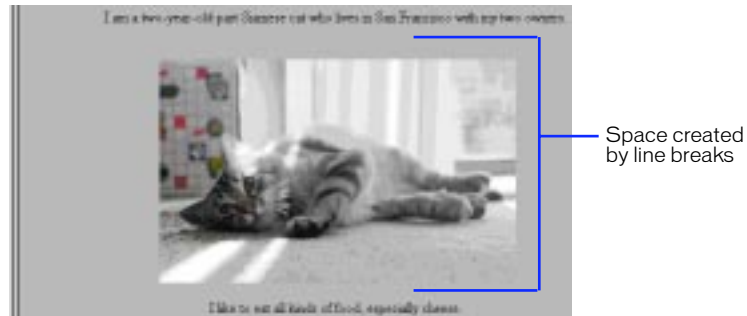 I am a two-year-old part Siamese cat who lives in San Francisco with my two owners.
Space created
by line breaks
I like to eat all kinds of food, especially cheese.